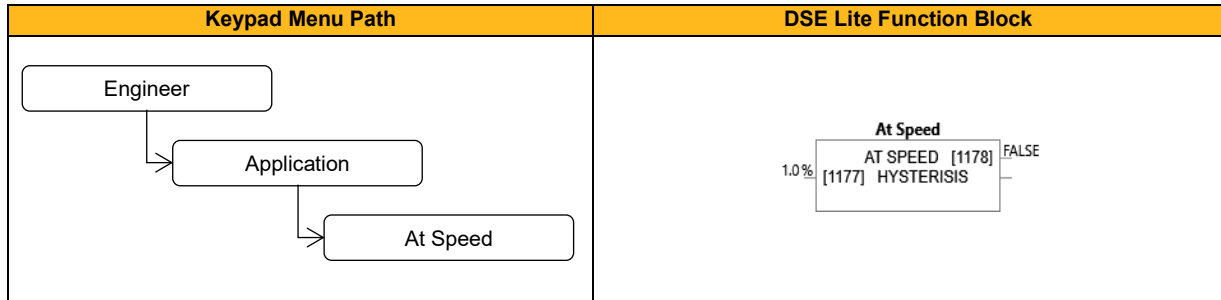 Keypad Menu Path
DSE Lite Function Block
Engineer
Application
At Speed
At Speed
AT SPEED [1178] FALSE
1.0% [1177] HYSTERISIS